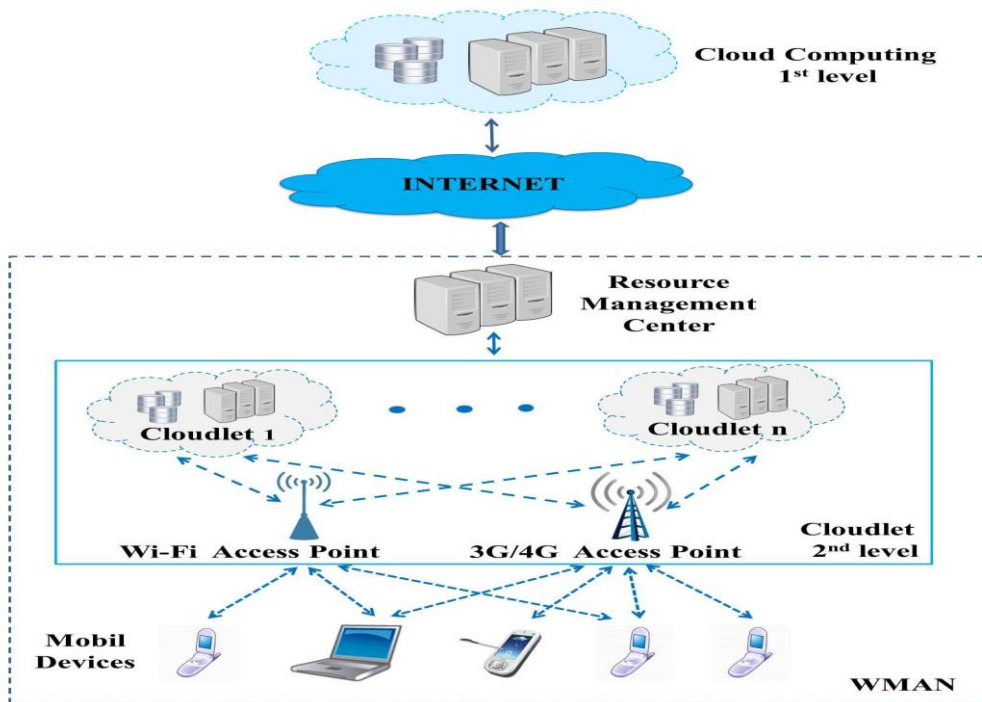 Cloud Computing
1st level
INTERNET
Resource
Management
Center
Cloudlet 1
Cloudlet n
Wi-Fi Access Point
3G/4G Access Point
Cloudlet
2nd level
Mobil
Devices
WMAN